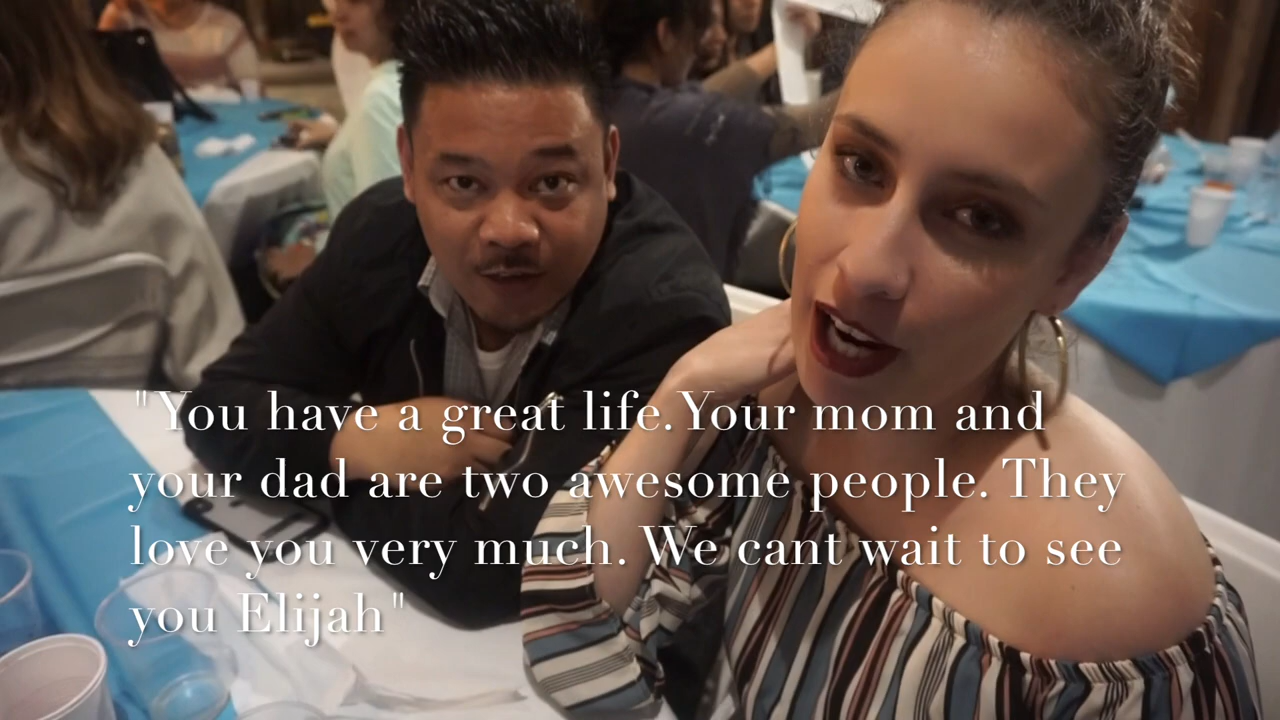 "You have a great life.Your mom and
your dad are two awesome people. They
love you very much. We cant wait to see
you Elijah"